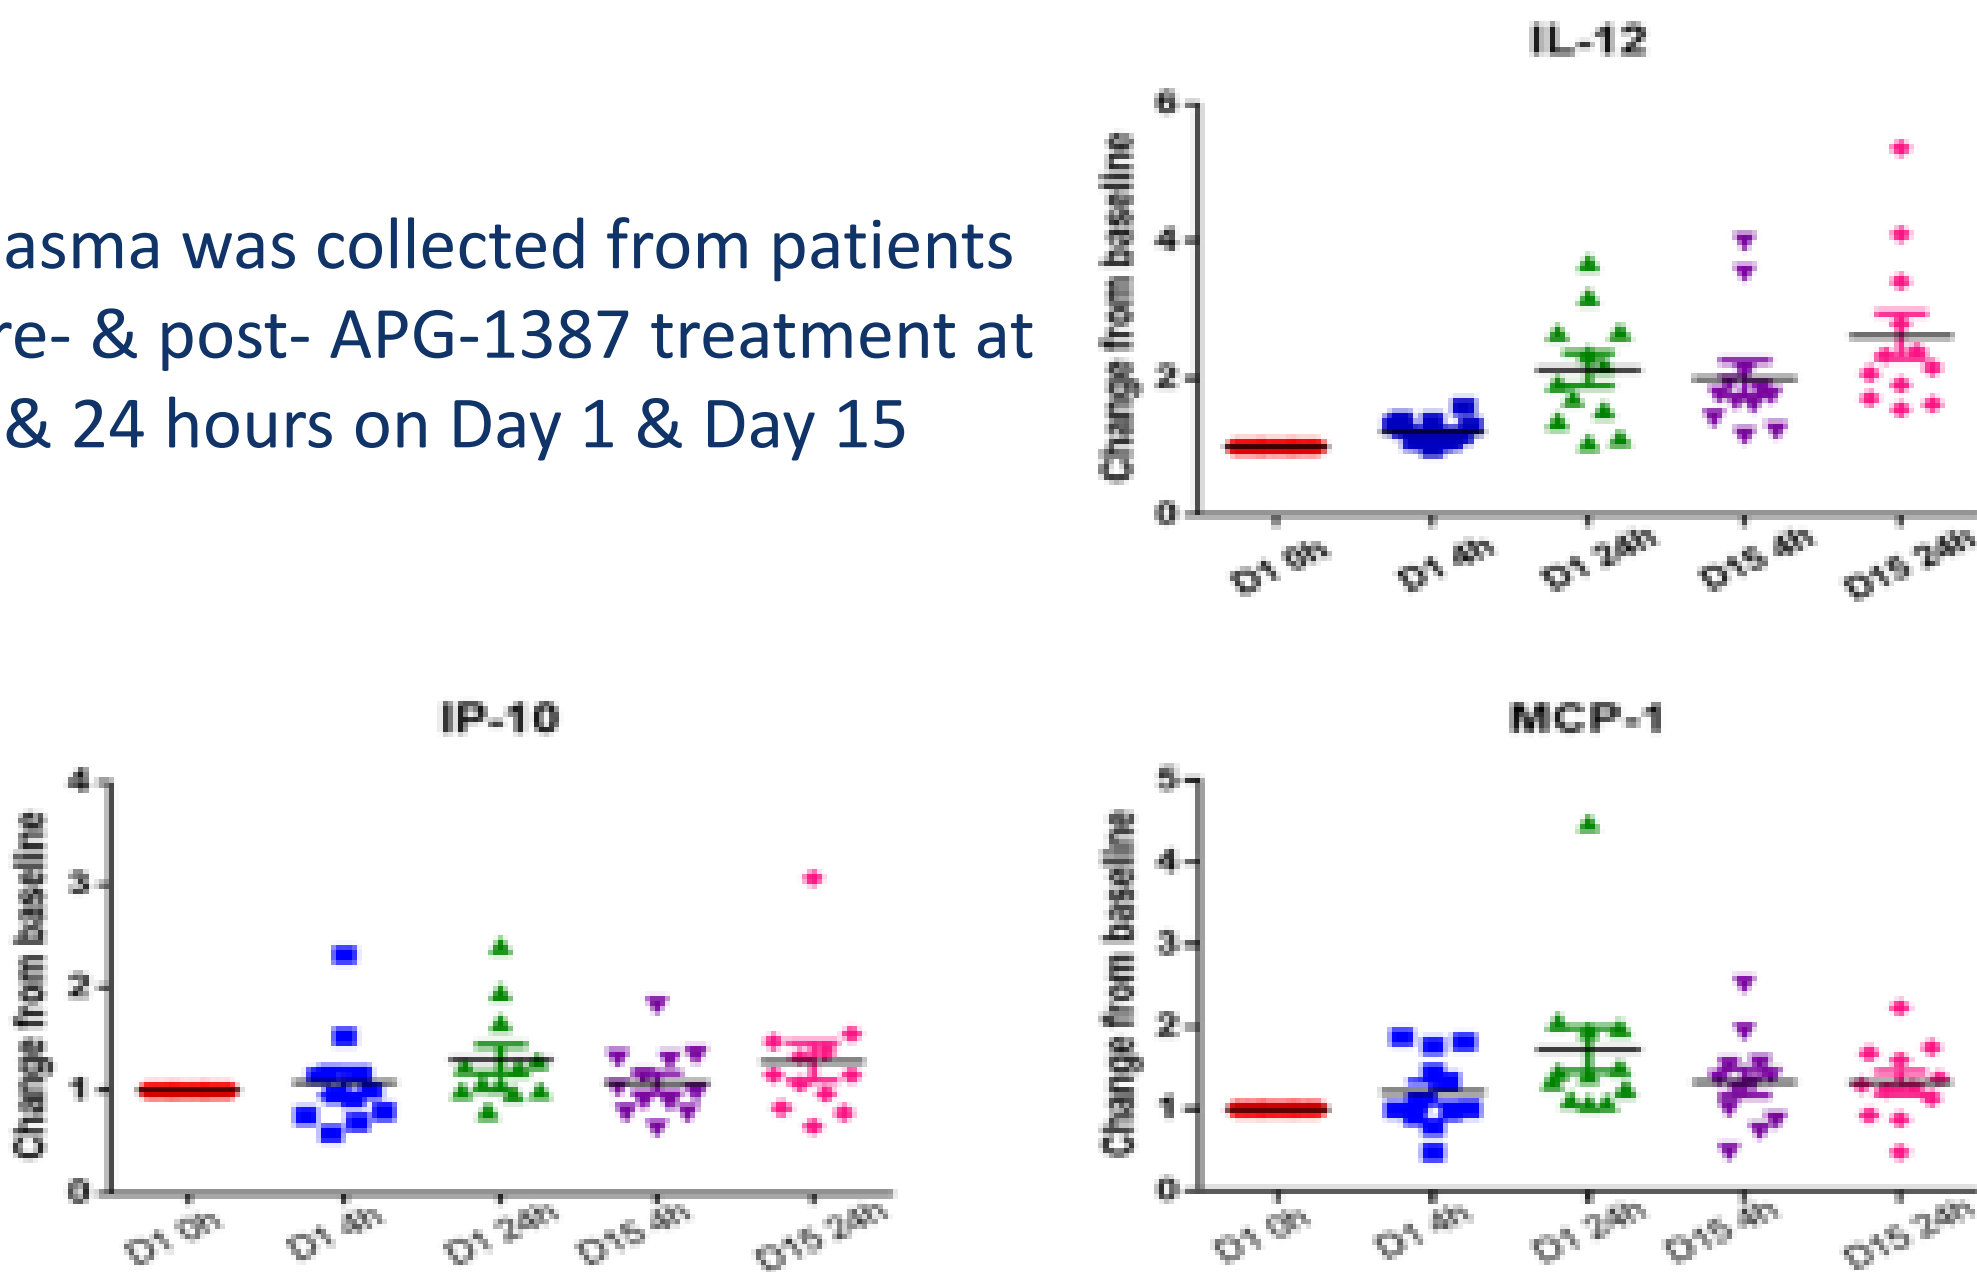 IL-12
6
4
2
0
Change from baseline
D1 0h
D1 4h
D1 24h
D15 4h
D15 24h
asma was collected from patients
re- & post- APG-1387 treatment at
& 24 hours on Day 1 & Day 15
IP-10
4
3
2
1
0
Change from baseline
D1 0h
D1 4h
D1 24h
D15 4h
D15 24h
MCP-1
5
4
3
2
1
0
Change from baseline
D1 0h
D1 4h
D1 24h
D15 4h
D15 24h